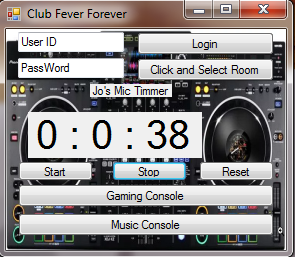 Club Fever Forever
User ID
Login
PassWord
Click and Select Room
Jo's Mic Timmer
0 : 0 : 38
Start
Stop
Reset
Gaming Console
Music Console